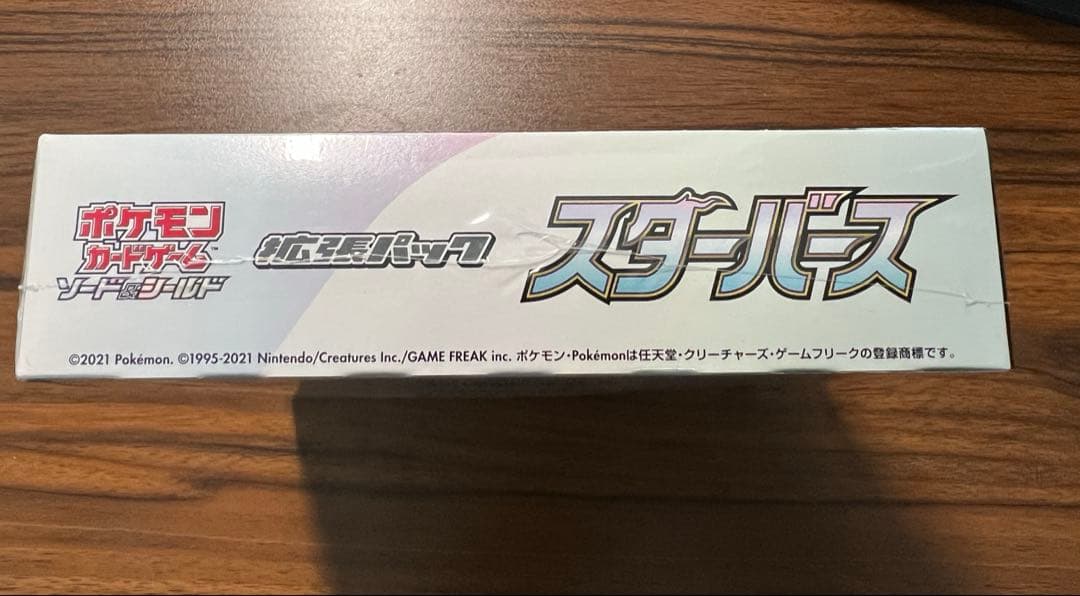 ポケモン
カードゲーム™
ソード&シールド
拡張パック
スターバース
©2021 Pokémon. ©1995-2021 Nintendo/Creatures Inc./GAME FREAK inc. ポケモン・Pokémonは任天堂・クリーチャーズ・ゲームフリークの登録商標です。